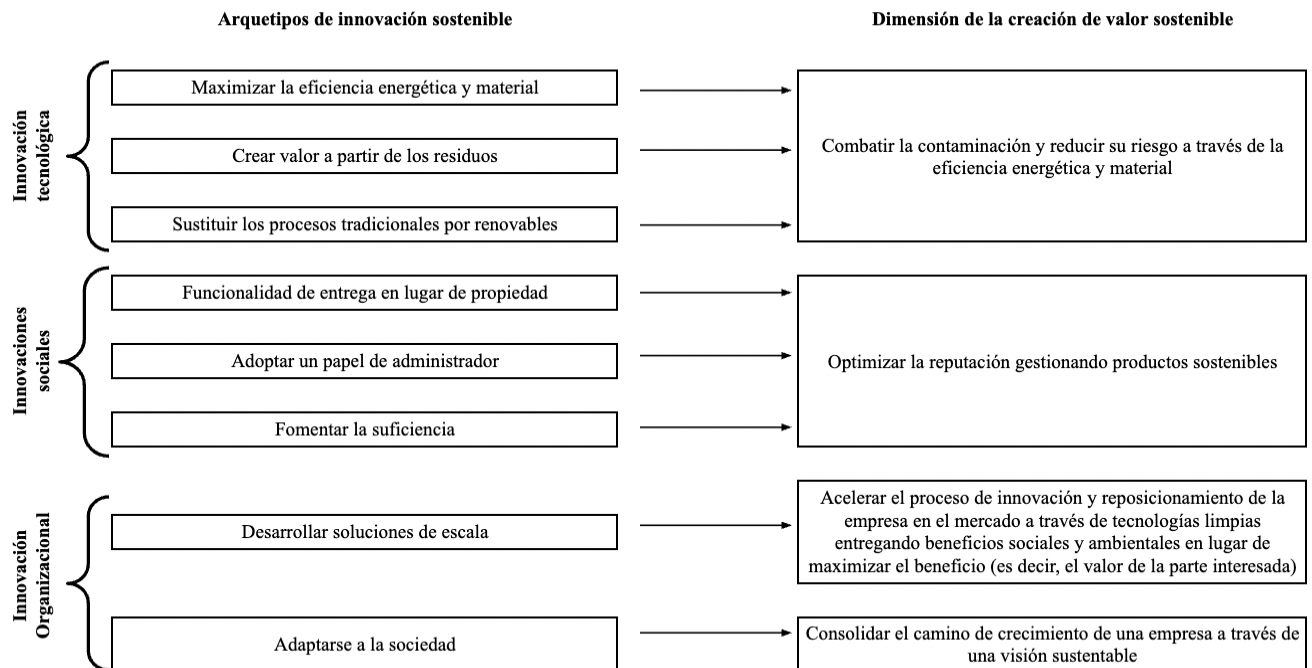 Arquetipos de innovación sostenible
Dimensión de la creación de valor sostenible
Innovación
tecnológica
Maximizar la eficiencia energética y material
Crear valor a partir de los residuos
Sustituir los procesos tradicionales por renovables
Combatir la contaminación y reducir su riesgo a través de la
eficiencia energética y material
Innovaciones
sociales
Funcionalidad de entrega en lugar de propiedad
Adoptar un papel de administrador
Fomentar la suficiencia
Optimizar la reputación gestionando productos sostenibles
Innovación
Organizacional
Desarrollar soluciones de escala
Acelerar el proceso de innovación y reposicionamiento de la
empresa en el mercado a través de tecnologías limpias
entregando beneficios sociales y ambientales en lugar de
maximizar el beneficio (es decir, el valor de la parte interesada)
Adaptarse a la sociedad
Consolidar el camino de crecimiento de una empresa a través de
una visión sustentable